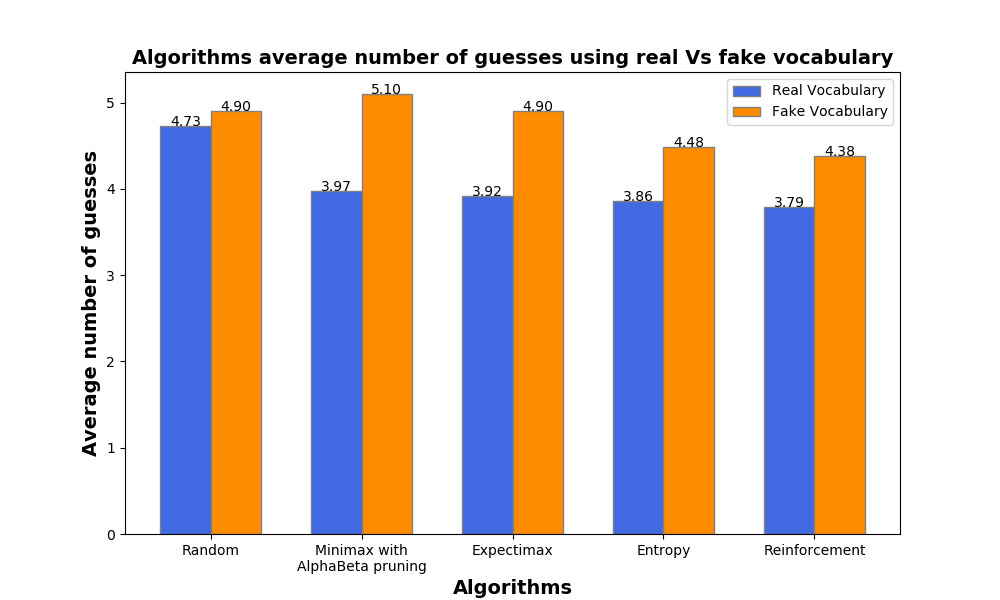 Algorithms average number of guesses using real Vs fake vocabulary
Real Vocabulary
Fake Vocabulary
Average number of guesses
5
4
3
2
1
0
4.73
4.90
3.97
5.10
3.92
4.90
3.86
4.48
3.79
4.38
Random
Minimax with
AlphaBeta pruning
Expectimax
Entropy
Reinforcement
Algorithms